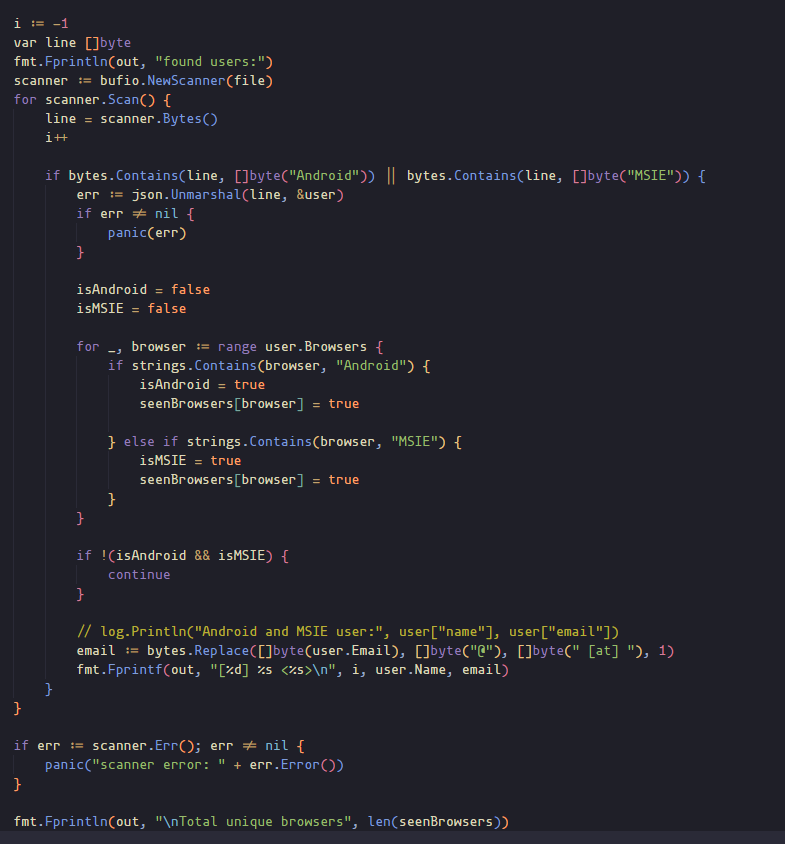 i := -1
var line []byte
fmt.Fprintln(out, "found users:")
scanner := bufio.NewScanner(file)
for scanner.Scan() {
    line = scanner.Bytes()
    i++

    if bytes.Contains(line, []byte("Android")) || bytes.Contains(line, []byte("MSIE")) {
        err := json.Unmarshal(line, &user)
        if err != nil {
            panic(err)
        }

        isAndroid = false
        isMSIE = false

        for _, browser := range user.Browsers {
            if strings.Contains(browser, "Android") {
                isAndroid = true
                seenBrowsers[browser] = true

            } else if strings.Contains(browser, "MSIE") {
                isMSIE = true
                seenBrowsers[browser] = true
            }
        }

        if !(isAndroid && isMSIE) {
            continue
        }

        // log.Println("Android and MSIE user:", user["name"], user["email"])
        email := bytes.Replace([]byte(user.Email), []byte("@"), []byte(" [at] "), 1)
        fmt.Fprintf(out, "[%d] %s <%s>\n", i, user.Name, email)
    }
}

if err := scanner.Err(); err != nil {
    panic("scanner error: " + err.Error())
}

fmt.Fprintln(out, "\nTotal unique browsers", len(seenBrowsers))